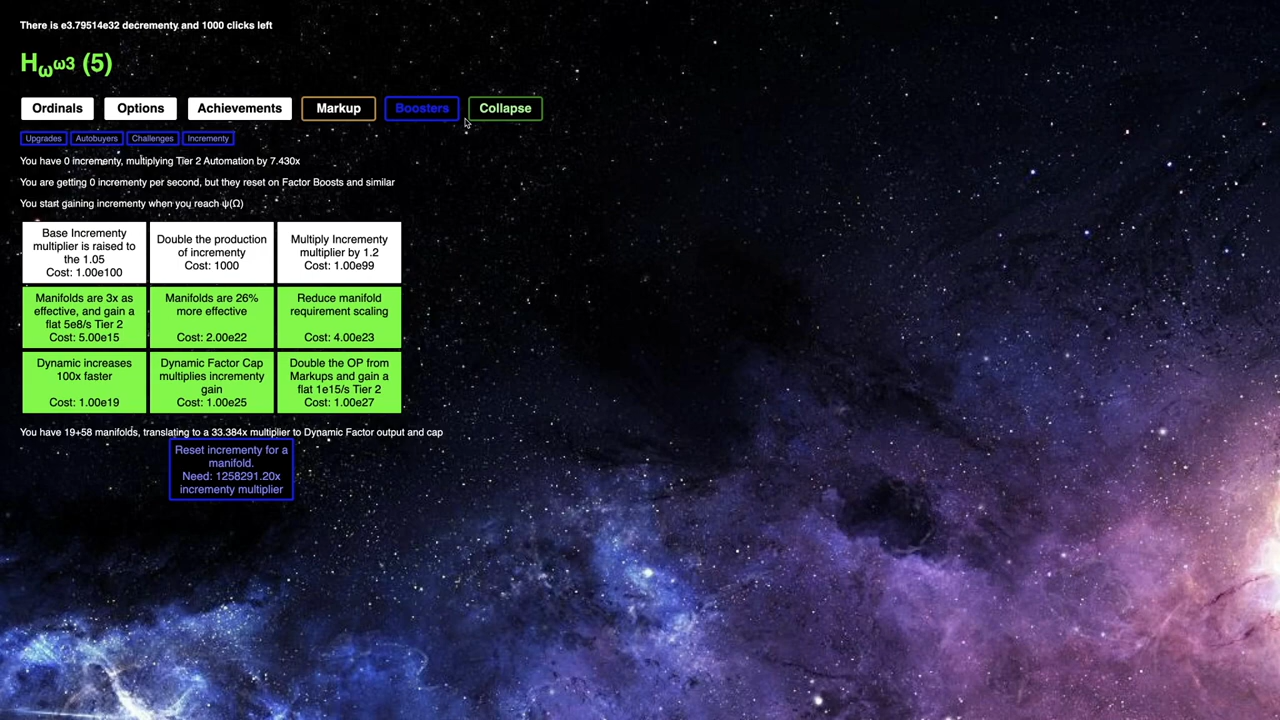 There is e3.79514e32 decrementy and 1000 clicks left
Hωω3 (5)
Ordinals Options Achievements Markup Boosters Collapse
Upgrades Autobuyers Challenges Incrementy
You have 0 incrementy, multiplying Tier 2 Automation by 7.430x
You are getting 0 incrementy per second, but they reset on Factor Boosts and similar
You start gaining incrementy when you reach ψ(Ω)
Base Incrementy
multiplier is raised to
the 1.05
Cost: 1.00e100
Double the production
of incrementy
Cost: 1000
Multiply Incrementy
multiplier by 1.2
Cost: 1.00e99
Manifolds are 3x as
effective, and gain a
flat 5e8/s Tier 2
Cost: 5.00e15
Manifolds are 26%
more effective
Cost: 2.00e22
Reduce manifold
requirement scaling
Cost: 4.00e23
Dynamic increases
100x faster
Cost: 1.00e19
Dynamic Factor Cap
multiplies incrementy
gain
Cost: 1.00e25
Double the OP from
Markups and gain a
flat 1e15/s Tier 2
Cost: 1.00e27
You have 19+58 manifolds, translating to a 33.384x multiplier to Dynamic Factor output and cap
Reset incrementy for a
manifold.
Need: 1258291.20x
incrementy multiplier